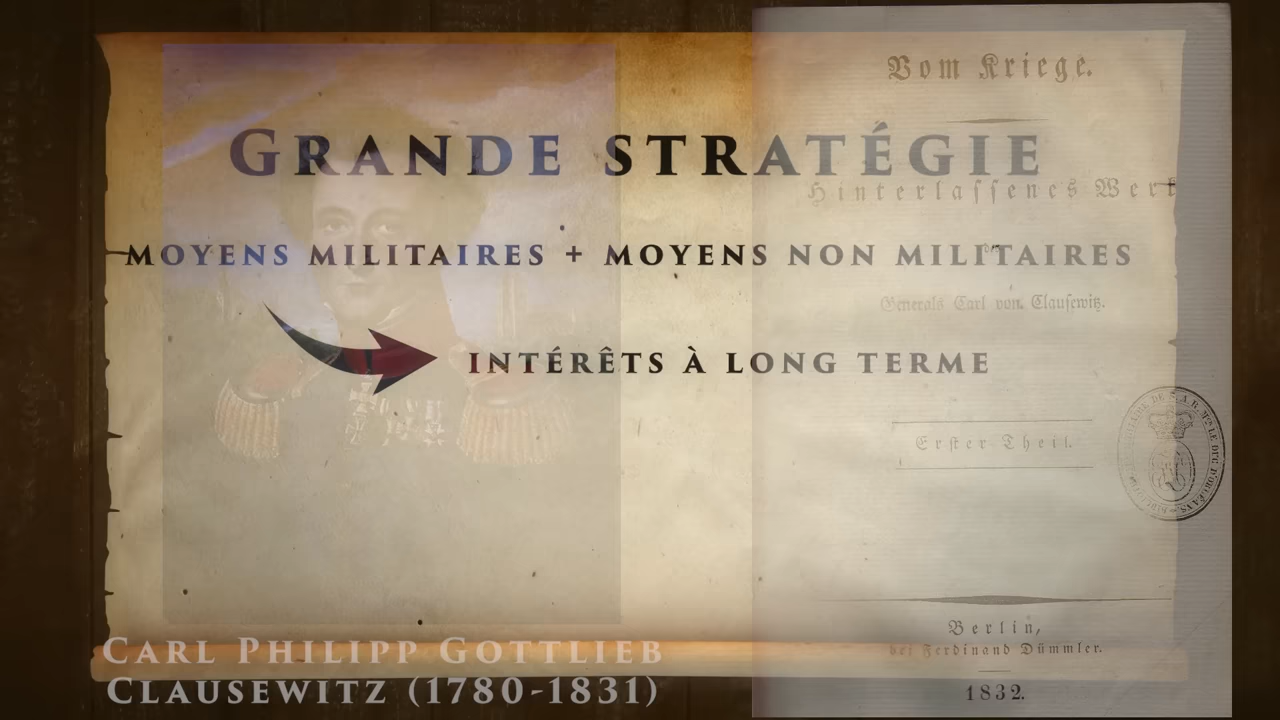 Vom Kriege.
GRANDE STRATÉGIE
Hinterlassenes Werk
MOYENS MILITAIRES + MOYENS NON MILITAIRES
Generals Carl von Clausewitz.
INTÉRÊTS À LONG TERME
Erster Theil.
Berlin,
bei Ferdinand Dümmler.
1832.
CARL PHILIPP GOTTLIEB
CLAUSEWITZ (1780-1831)